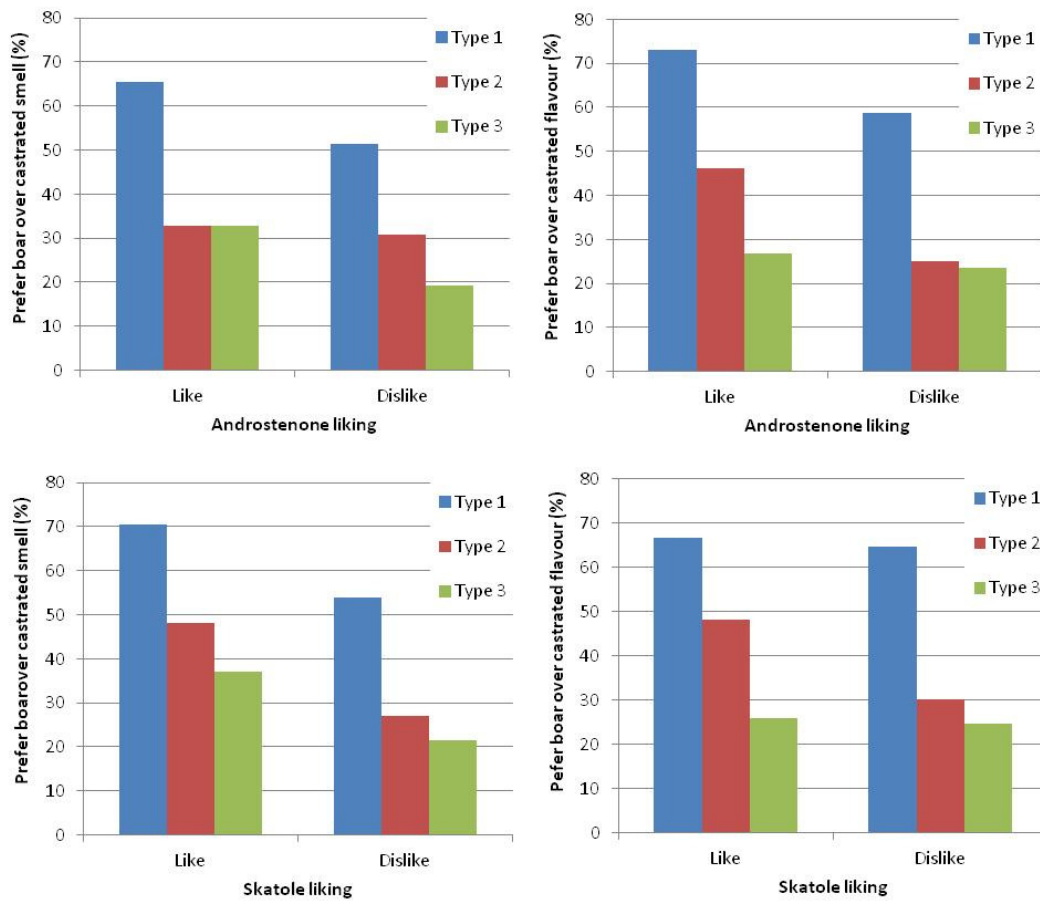 Prefer boar over castrated smell (%)
80
70
60
50
40
30
20
10
0
Type 1
Type 2
Type 3
Like
Dislike
Androstenone liking
Prefer boar over castrated flavour (%)
80
70
60
50
40
30
20
10
0
Type 1
Type 2
Type 3
Like
Dislike
Androstenone liking
Prefer boarover castrated smell (%)
80
70
60
50
40
30
20
10
0
Type 1
Type 2
Type 3
Like
Dislike
Skatole liking
Pefer boar over castrated flavour (%)
80
70
60
50
40
30
20
10
0
Type 1
Type 2
Type 3
Like
Dislike
Skatole liking